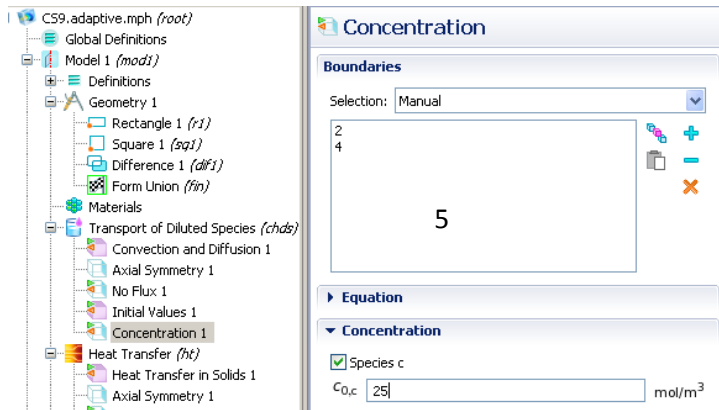 CS9.adaptive.mph (root)
Global Definitions
Model 1 (mod1)
Definitions
Geometry 1
Rectangle 1 (r1)
Square 1 (sq1)
Difference 1 (dif1)
Form Union (fin)
Materials
Transport of Diluted Species (chds)
Convection and Diffusion 1
Axial Symmetry 1
No Flux 1
Initial Values 1
Concentration 1
Heat Transfer (ht)
Heat Transfer in Solids 1
Axial Symmetry 1
Concentration
Boundaries
Selection: Manual
2
4
5
Equation
Concentration
Species c
c0,c 25 mol/m³